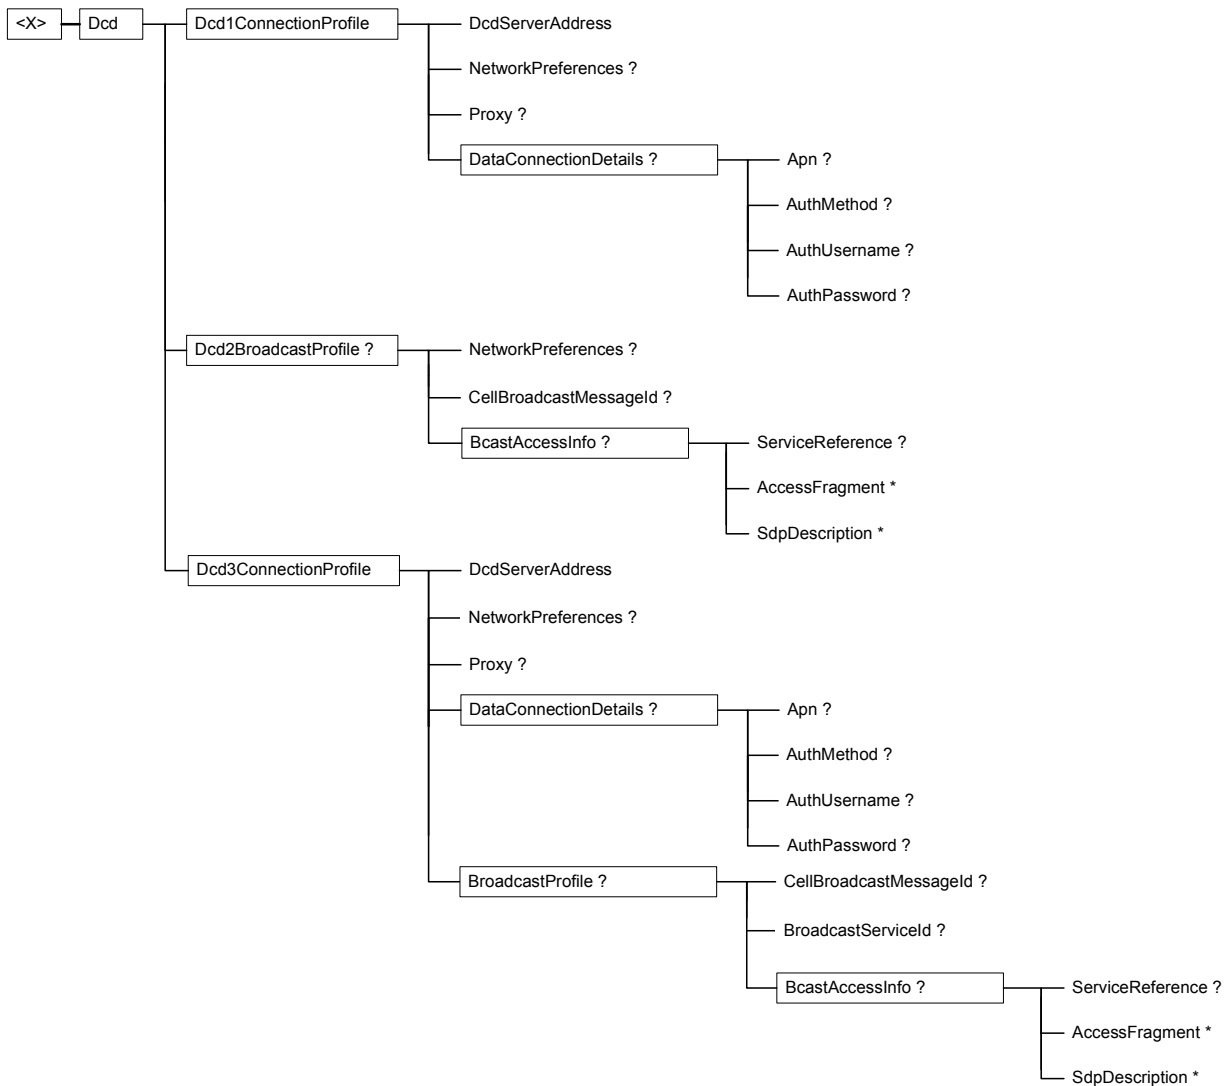 <X>
Dcd
Dcd1ConnectionProfile
DcdServerAddress
NetworkPreferences ?
Proxy ?
DataConnectionDetails ?
Apn ?
AuthMethod ?
AuthUsername ?
AuthPassword ?
Dcd2BroadcastProfile ?
NetworkPreferences ?
CellBroadcastMessageId ?
BcastAccessInfo ?
ServiceReference ?
AccessFragment *
SdpDescription *
Dcd3ConnectionProfile
DcdServerAddress
NetworkPreferences ?
Proxy ?
DataConnectionDetails ?
Apn ?
AuthMethod ?
AuthUsername ?
AuthPassword ?
BroadcastProfile ?
CellBroadcastMessageId ?
BroadcastServiceId ?
BcastAccessInfo ?
ServiceReference ?
AccessFragment *
SdpDescription *